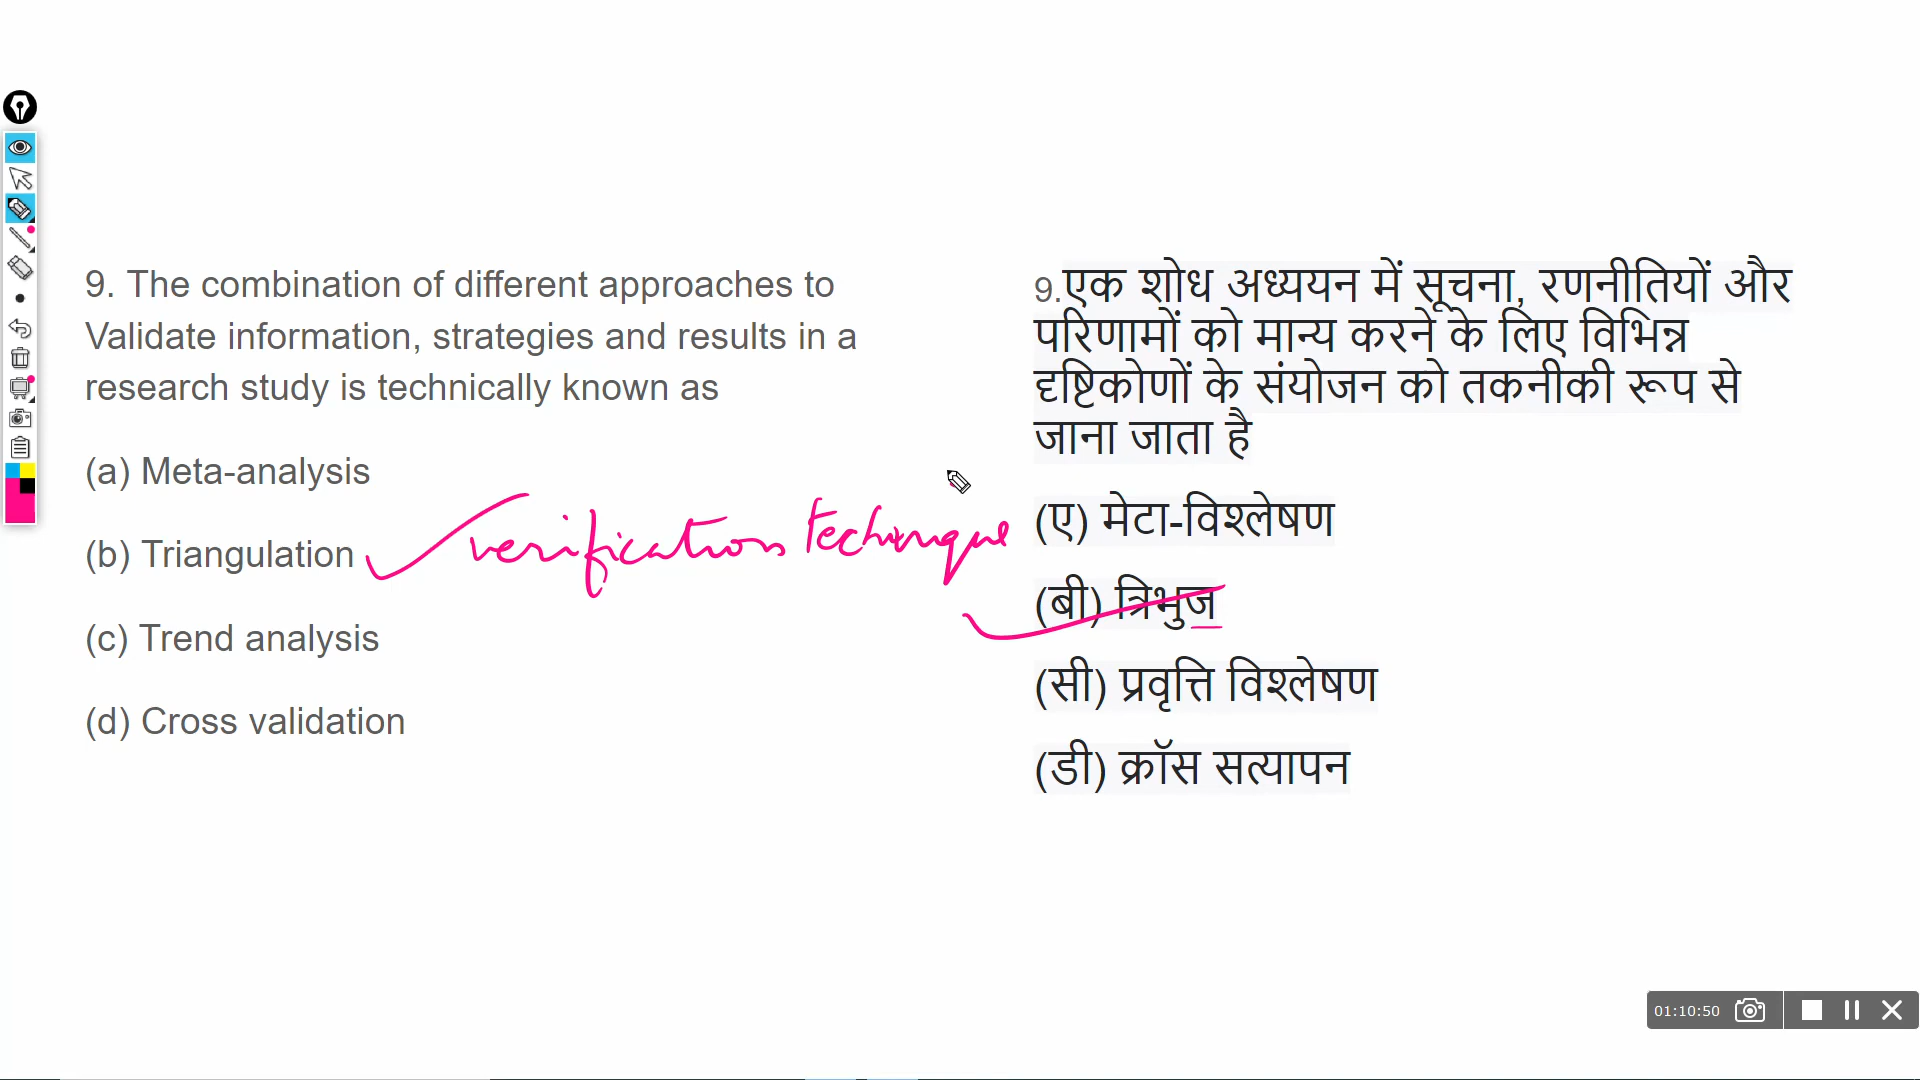 9. The combination of different approaches to
Validate information, strategies and results in a
research study is technically known as
(a) Meta-analysis
(b) Triangulation
verification technique
(c) Trend analysis
(d) Cross validation
9.एक शोध अध्ययन में सूचना, रणनीतियों और
परिणामों को मान्य करने के लिए विभिन्न
दृष्टिकोणों के संयोजन को तकनीकी रूप से
जाना जाता है
(ए) मेटा-विश्लेषण
(बी) त्रिभुज
(सी) प्रवृत्ति विश्लेषण
(डी) क्रॉस सत्यापन
01:10:50